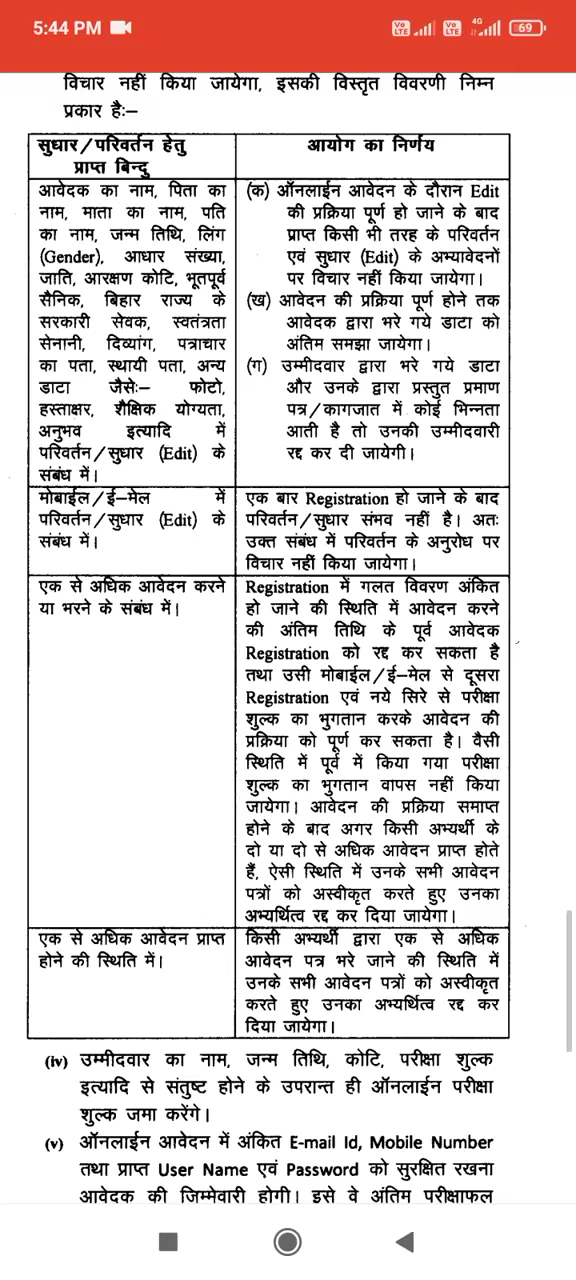 5:44 PM
Vo LTE
Vo LTE
4G
69
विचार नहीं किया जायेगा, इसकी विस्तृत विवरणी निम्न
प्रकार है:–
सुधार/परिवर्तन हेतु
प्राप्त बिन्दु
आयोग का निर्णय
आवेदक का नाम, पिता का
नाम, माता का नाम, पति
का नाम, जन्म तिथि, लिंग
(Gender), आधार संख्या,
जाति, आरक्षण कोटि, भूतपूर्व
सैनिक, बिहार राज्य के
सरकारी सेवक, स्वतंत्रता
सेनानी, दिव्यांग, पत्राचार
का पता, स्थायी पता, अन्य
डाटा जैसेः– फोटो,
हस्ताक्षर, शैक्षिक योग्यता,
अनुभव इत्यादि में
परिवर्तन/सुधार (Edit) के
संबंध में।
(क) ऑनलाईन आवेदन के दौरान Edit
की प्रक्रिया पूर्ण हो जाने के बाद
प्राप्त किसी भी तरह के परिवर्तन
एवं सुधार (Edit) के अभ्यावेदनों
पर विचार नहीं किया जायेगा।
(ख) आवेदन की प्रक्रिया पूर्ण होने तक
आवेदक द्वारा भरे गये डाटा को
अंतिम समझा जायेगा।
(ग) उम्मीदवार द्वारा भरे गये डाटा
और उनके द्वारा प्रस्तुत प्रमाण
पत्र/कागजात में कोई भिन्नता
आती है तो उनकी उम्मीदवारी
रद्द कर दी जायेगी।
मोबाईल/ई–मेल में
परिवर्तन/सुधार (Edit) के
संबंध में।
एक बार Registration हो जाने के बाद
परिवर्तन/सुधार संभव नहीं है। अतः
उक्त संबंध में परिवर्तन के अनुरोध पर
विचार नहीं किया जायेगा।
एक से अधिक आवेदन करने
या भरने के संबंध में।
Registration में गलत विवरण अंकित
हो जाने की स्थिति में आवेदन करने
की अंतिम तिथि के पूर्व आवेदक
Registration को रद्द कर सकता है
तथा उसी मोबाईल/ई–मेल से दूसरा
Registration एवं नये सिरे से परीक्षा
शुल्क का भुगतान करके आवेदन की
प्रक्रिया को पूर्ण कर सकता है। वैसी
स्थिति में पूर्व में किया गया परीक्षा
शुल्क का भुगतान वापस नहीं किया
जायेगा। आवेदन की प्रक्रिया समाप्त
होने के बाद अगर किसी अभ्यर्थी के
दो या दो से अधिक आवेदन प्राप्त होते
हैं, ऐसी स्थिति में उनके सभी आवेदन
पत्रों को अस्वीकृत करते हुए उनका
अभ्यर्थित्व रद्द कर दिया जायेगा।
एक से अधिक आवेदन प्राप्त
होने की स्थिति में।
किसी अभ्यर्थी द्वारा एक से अधिक
आवेदन पत्र भरे जाने की स्थिति में
उनके सभी आवेदन पत्रों को अस्वीकृत
करते हुए उनका अभ्यर्थित्व रद्द कर
दिया जायेगा।
(iv) उम्मीदवार का नाम, जन्म तिथि, कोटि, परीक्षा शुल्क
इत्यादि से संतुष्ट होने के उपरान्त ही ऑनलाईन परीक्षा
शुल्क जमा करेंगे।
(v) ऑनलाईन आवेदन में अंकित E-mail Id, Mobile Number
तथा प्राप्त User Name एवं Password को सुरक्षित रखना
आवेदक की जिम्मेवारी होगी। इसे वे अंतिम परीक्षाफल